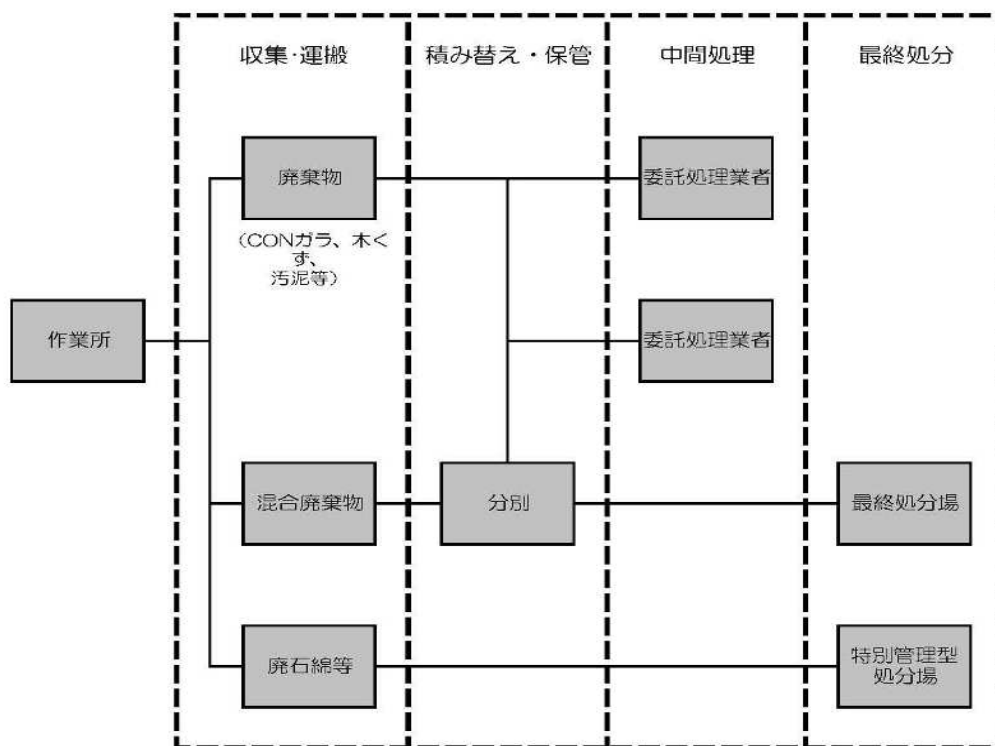 収集・運搬
積み替え・保管
中間処理
最終処分
廃棄物
委託処理業者
(CONガラ、木く
ず、
汚泥等)
作業所
委託処理業者
混合廃棄物
分別
最終処分場
廃石綿等
特別管理型
処分場